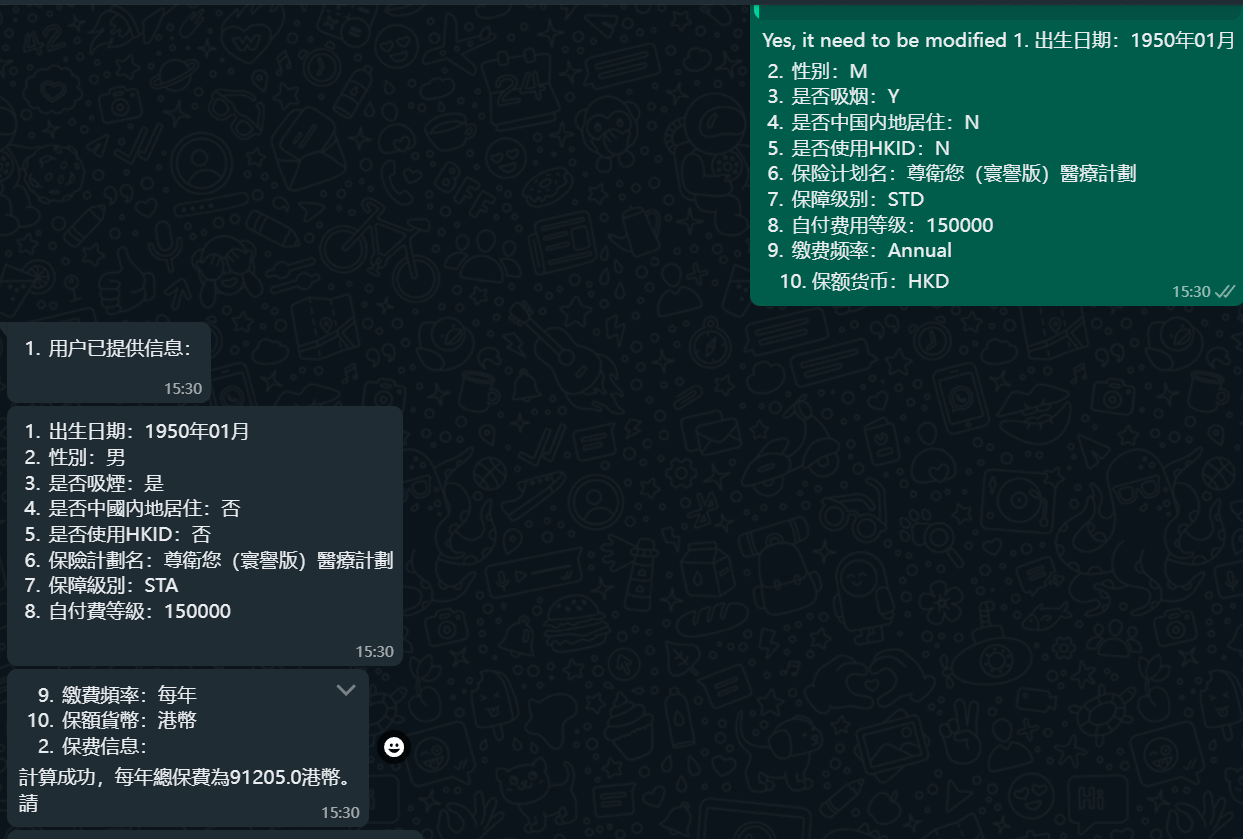 Yes, it need to be modified 1. 出生日期：1950年01月
2. 性别：M
3. 是否吸烟：Y
4. 是否中国内地居住：N
5. 是否使用HKID：N
6. 保险计划名：尊衛您（寰譽版）醫療計劃
7. 保障级别：STD
8. 自付费用等级：150000
9. 缴费频率：Annual
10. 保额货币：HKD
15:30
1. 用户已提供信息：
15:30
1. 出生日期：1950年01月
2. 性別：男
3. 是否吸煙：是
4. 是否中國內地居住：否
5. 是否使用HKID：否
6. 保險計劃名：尊衛您（寰譽版）醫療計劃
7. 保障級別：STA
8. 自付費等級：150000
15:30
9. 繳費頻率：每年
10. 保額貨幣：港幣
2. 保费信息：
計算成功，每年總保費為91205.0港幣。
請
15:30